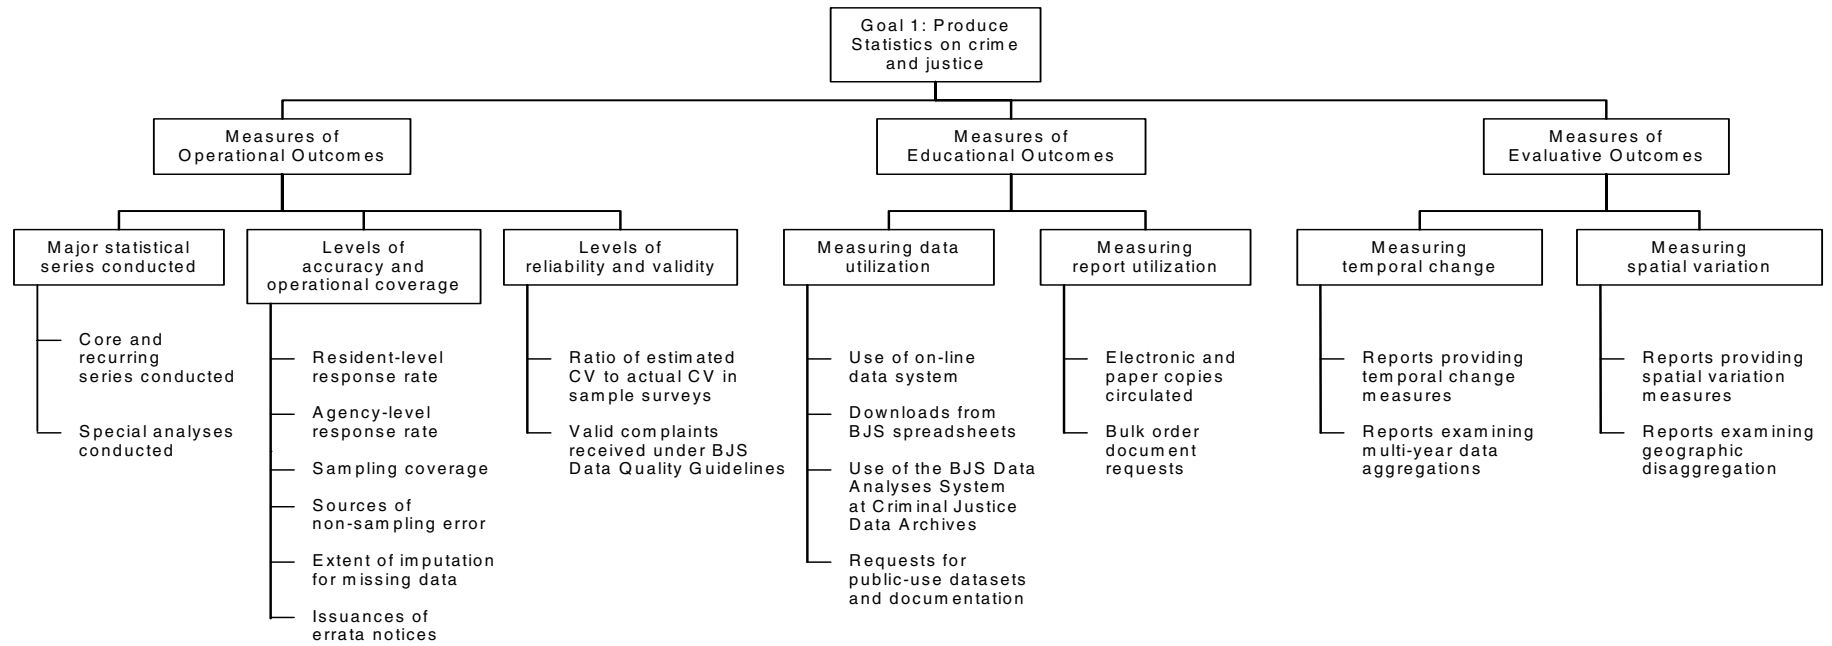 Goal 1: Produce
Statistics on crime
and justice
Measures of
Operational Outcomes
Measures of
Educational Outcomes
Measures of
Evaluative Outcomes
Major statistical
series conducted
Levels of
accuracy and
operational coverage
Levels of
reliability and validity
Measuring data
utilization
Measuring
report utilization
Measuring
temporal change
Measuring
spatial variation
Core and
recurring
series conducted
Special analyses
conducted
Resident-level
response rate
Agency-level
response rate
Sampling coverage
Sources of
non-sampling error
Extent of imputation
for missing data
Issuances of
errata notices
Ratio of estimated
CV to actual CV in
sample surveys
Valid complaints
received under BJS
Data Quality Guidelines
Use of on-line
data system
Downloads from
BJS spreadsheets
Use of the BJS Data
Analyses System
at Criminal Justice
Data Archives
Requests for
public-use datasets
and documentation
Electronic and
paper copies
circulated
Bulk order
document
requests
Reports providing
temporal change
measures
Reports examining
multi-year data
aggregations
Reports providing
spatial variation
measures
Reports examining
geographic
disaggregation